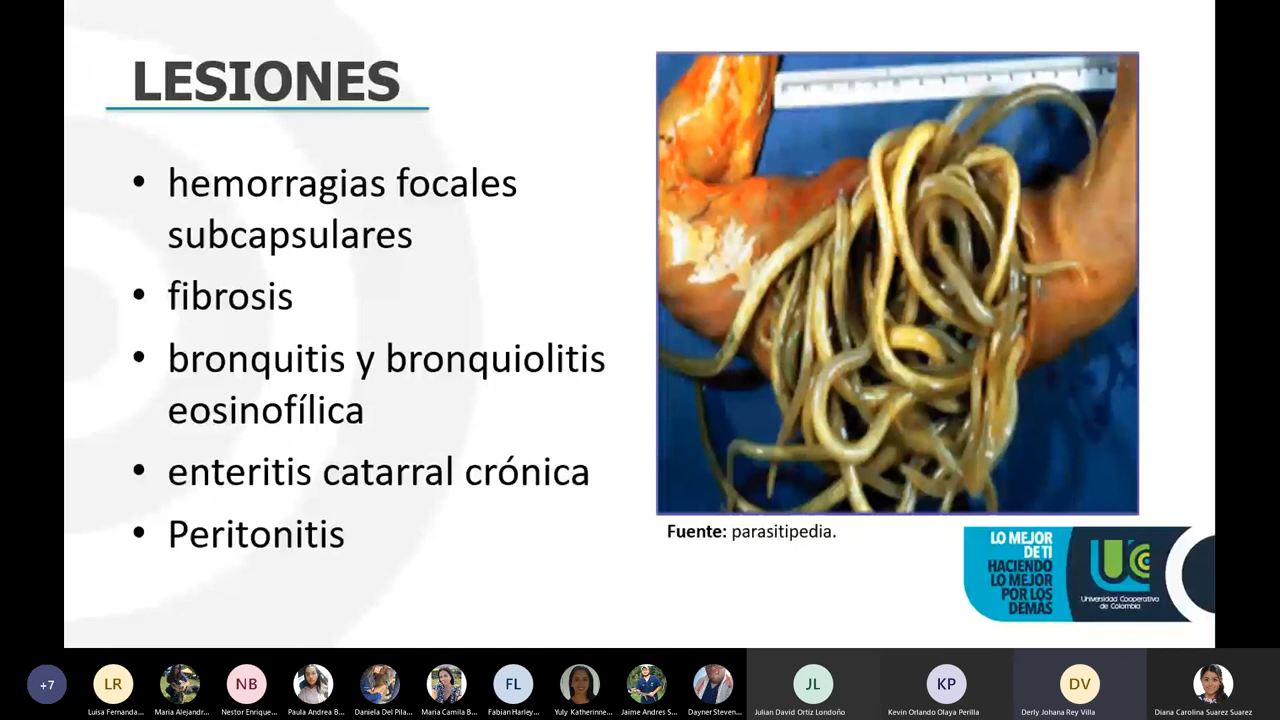 LESIONES
• hemorragias focales
subcapsulares
• fibrosis
• bronquitis y bronquiolitis
eosinofílica
• enteritis catarral crónica
• Peritonitis
Fuente: parasitipedia.
LO MEJOR
DE TI
HACIENDO
LO MEJOR
POR LOS
DEMÁS
Universidad Cooperativa
de Colombia
+7
LR
NB
FL
JL
KP
DV
Luisa Fernanda...
Maria Alejandr...
Nestor Enrique...
Paula Andrea B...
Daniela Del Pila...
Maria Camila B...
Fabian Harley...
Yuly Katherinne...
Jaime Andres S...
Dayner Steven...
Julian David Ortiz Londoño
Kevin Orlando Olaya Perilla
Derly Johana Rey Villa
Diana Carolina Suarez Suarez